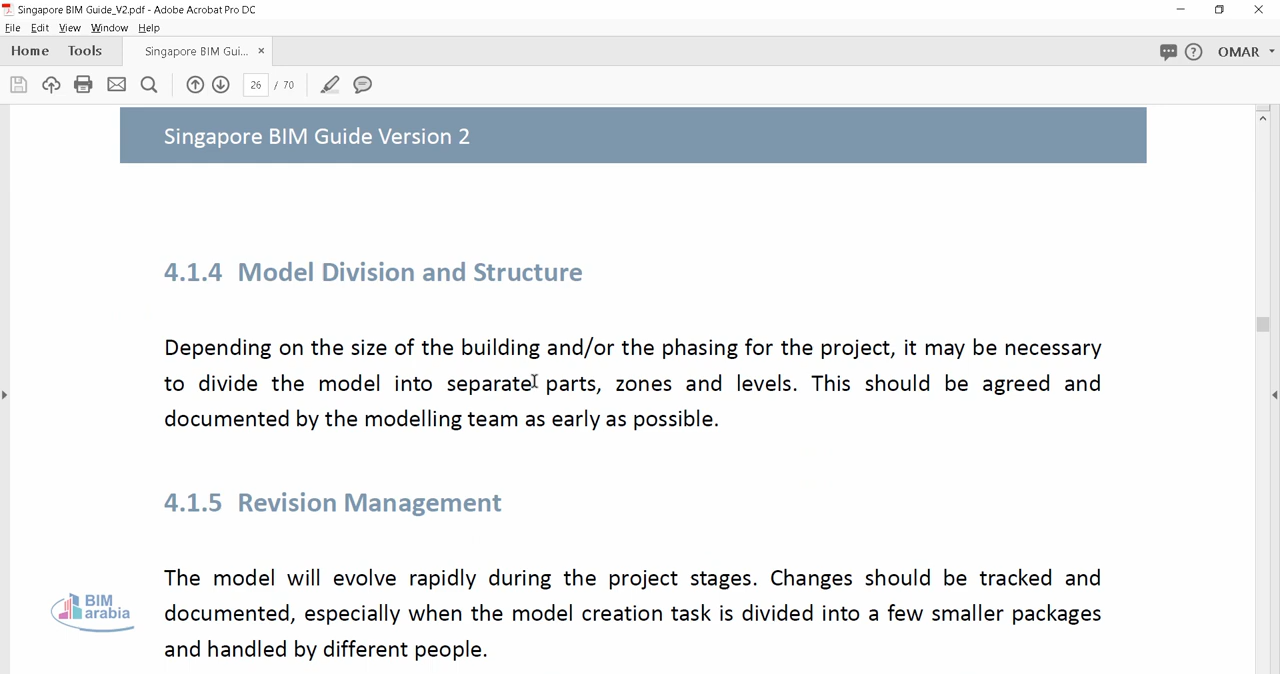 Singapore BIM Guide_V2.pdf - Adobe Acrobat Pro DC
File Edit View Window Help
Home Tools Singapore BIM Gui... × OMAR
26 / 70
Singapore BIM Guide Version 2
4.1.4 Model Division and Structure
Depending on the size of the building and/or the phasing for the project, it may be necessary
to divide the model into separate parts, zones and levels. This should be agreed and
documented by the modelling team as early as possible.
4.1.5 Revision Management
The model will evolve rapidly during the project stages. Changes should be tracked and
documented, especially when the model creation task is divided into a few smaller packages
and handled by different people.
BIM
arabia